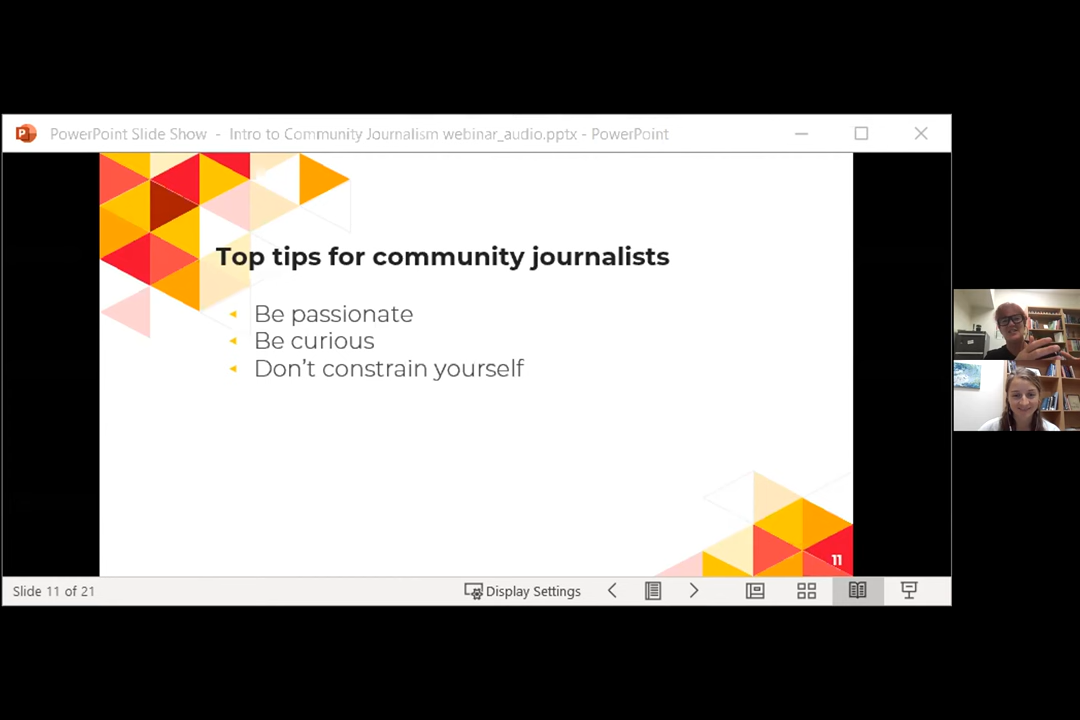 PowerPoint Slide Show - Intro to Community Journalism webinar_audio.pptx - PowerPoint
Top tips for community journalists
Be passionate
Be curious
Don’t constrain yourself
11
Slide 11 of 21
Display Settings